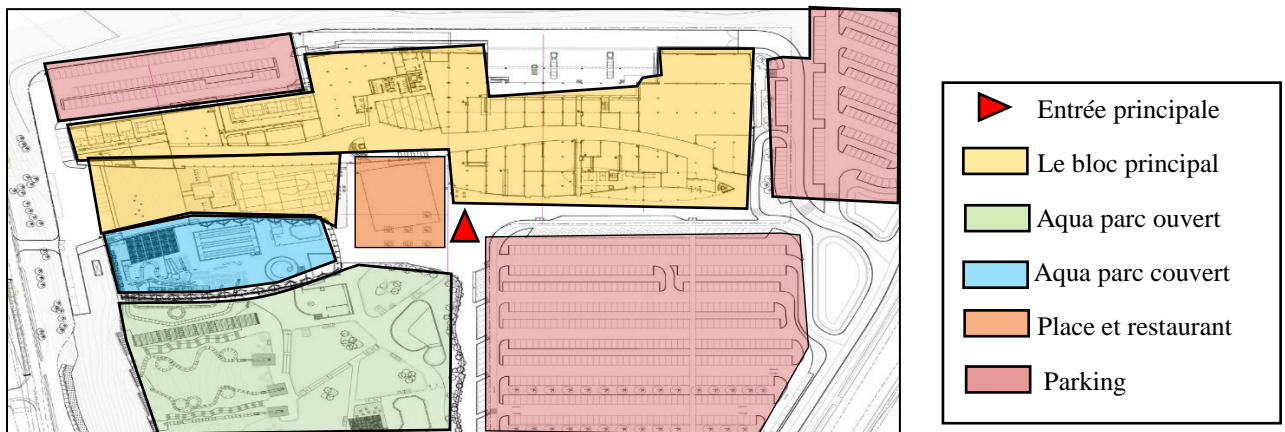 Entrée principale
Le bloc principal
Aqua parc ouvert
Aqua parc couvert
Place et restaurant
Parking